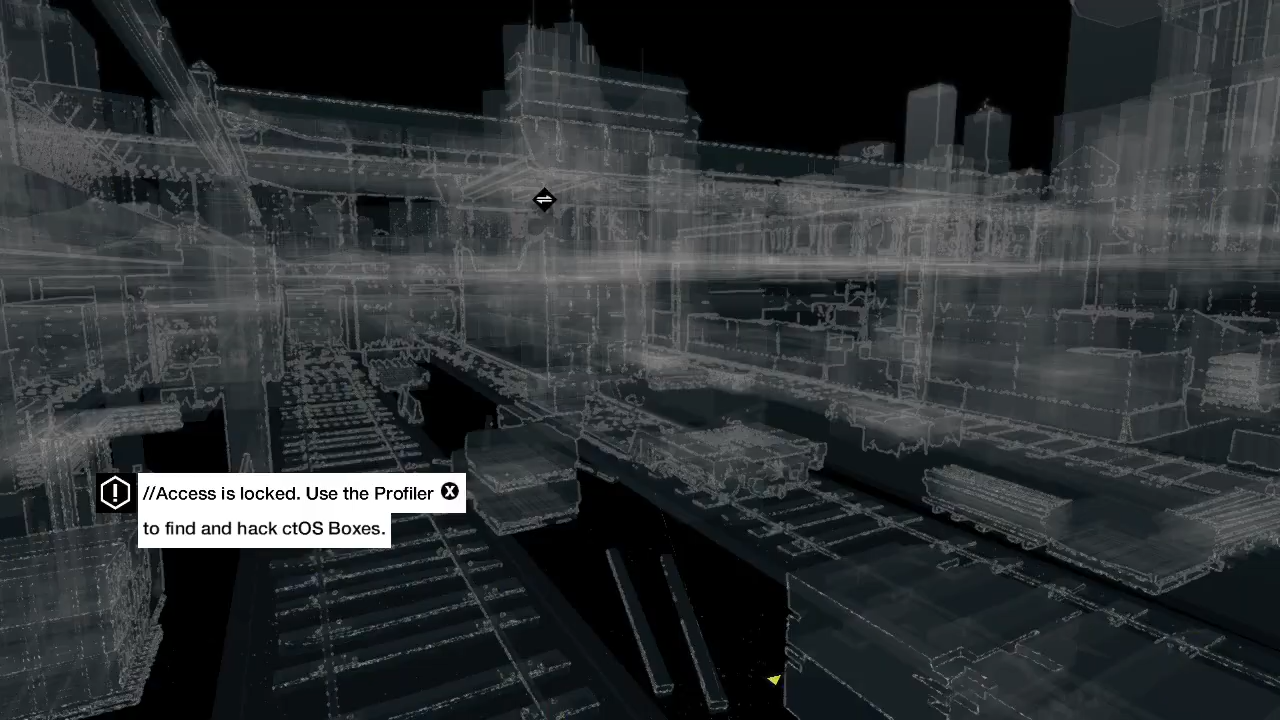 //Access is locked. Use the Profiler X
to find and hack ctOS Boxes.